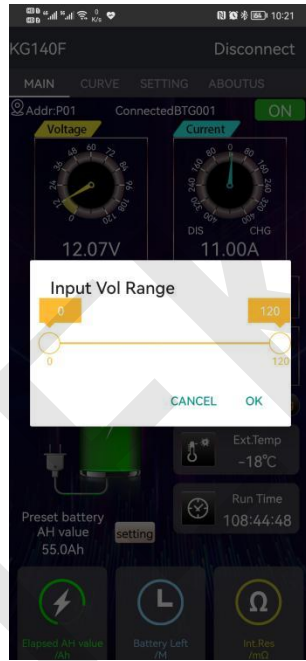 10:21
KG140F Disconnect
MAIN CURVE SETTING ABOUTUS
Addr:P01 ConnectedBTG001 ON
Voltage Current
DIS CHG
12.07V 11.00A
Input Vol Range
0 120
0 120
CANCEL OK
Ext.Temp
-18℃
Run Time
108:44:48
Preset battery
AH value
setting
55.0Ah
Elapsed AH value
/Ah
Battery Left
/M
Int.Res
/mΩ